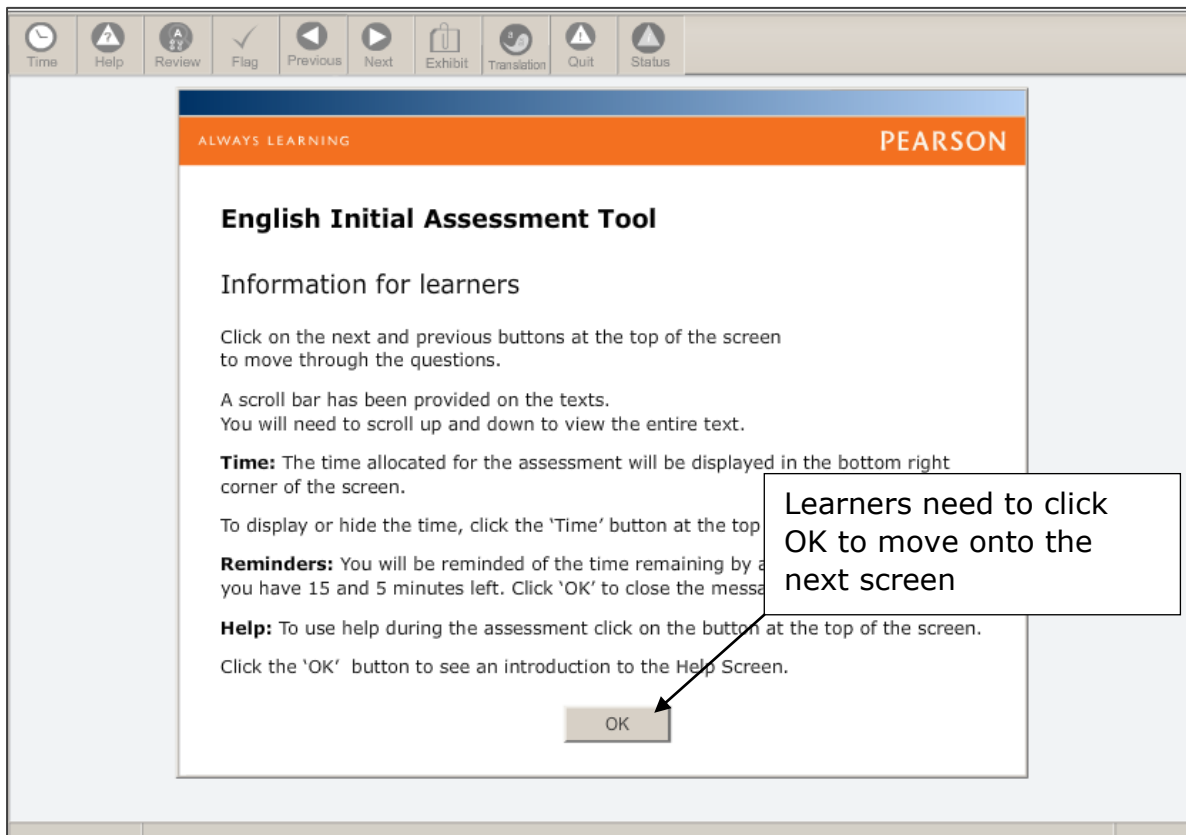 Time Help Review Flag Previous Next Exhibit Translation Quit Status
ALWAYS LEARNING PEARSON
English Initial Assessment Tool
Information for learners
Click on the next and previous buttons at the top of the screen
to move through the questions.
A scroll bar has been provided on the texts.
You will need to scroll up and down to view the entire text.
Time: The time allocated for the assessment will be displayed in the bottom right
corner of the screen.
To display or hide the time, click the ‘Time’ button at the top
Reminders: You will be reminded of the time remaining by
you have 15 and 5 minutes left. Click ‘OK’ to close the
Learners need to click
OK to move onto the
next screen
Help: To use help during the assessment click on the button at the top of the screen.
Click the ‘OK’ button to see an introduction to the Help Screen.
OK